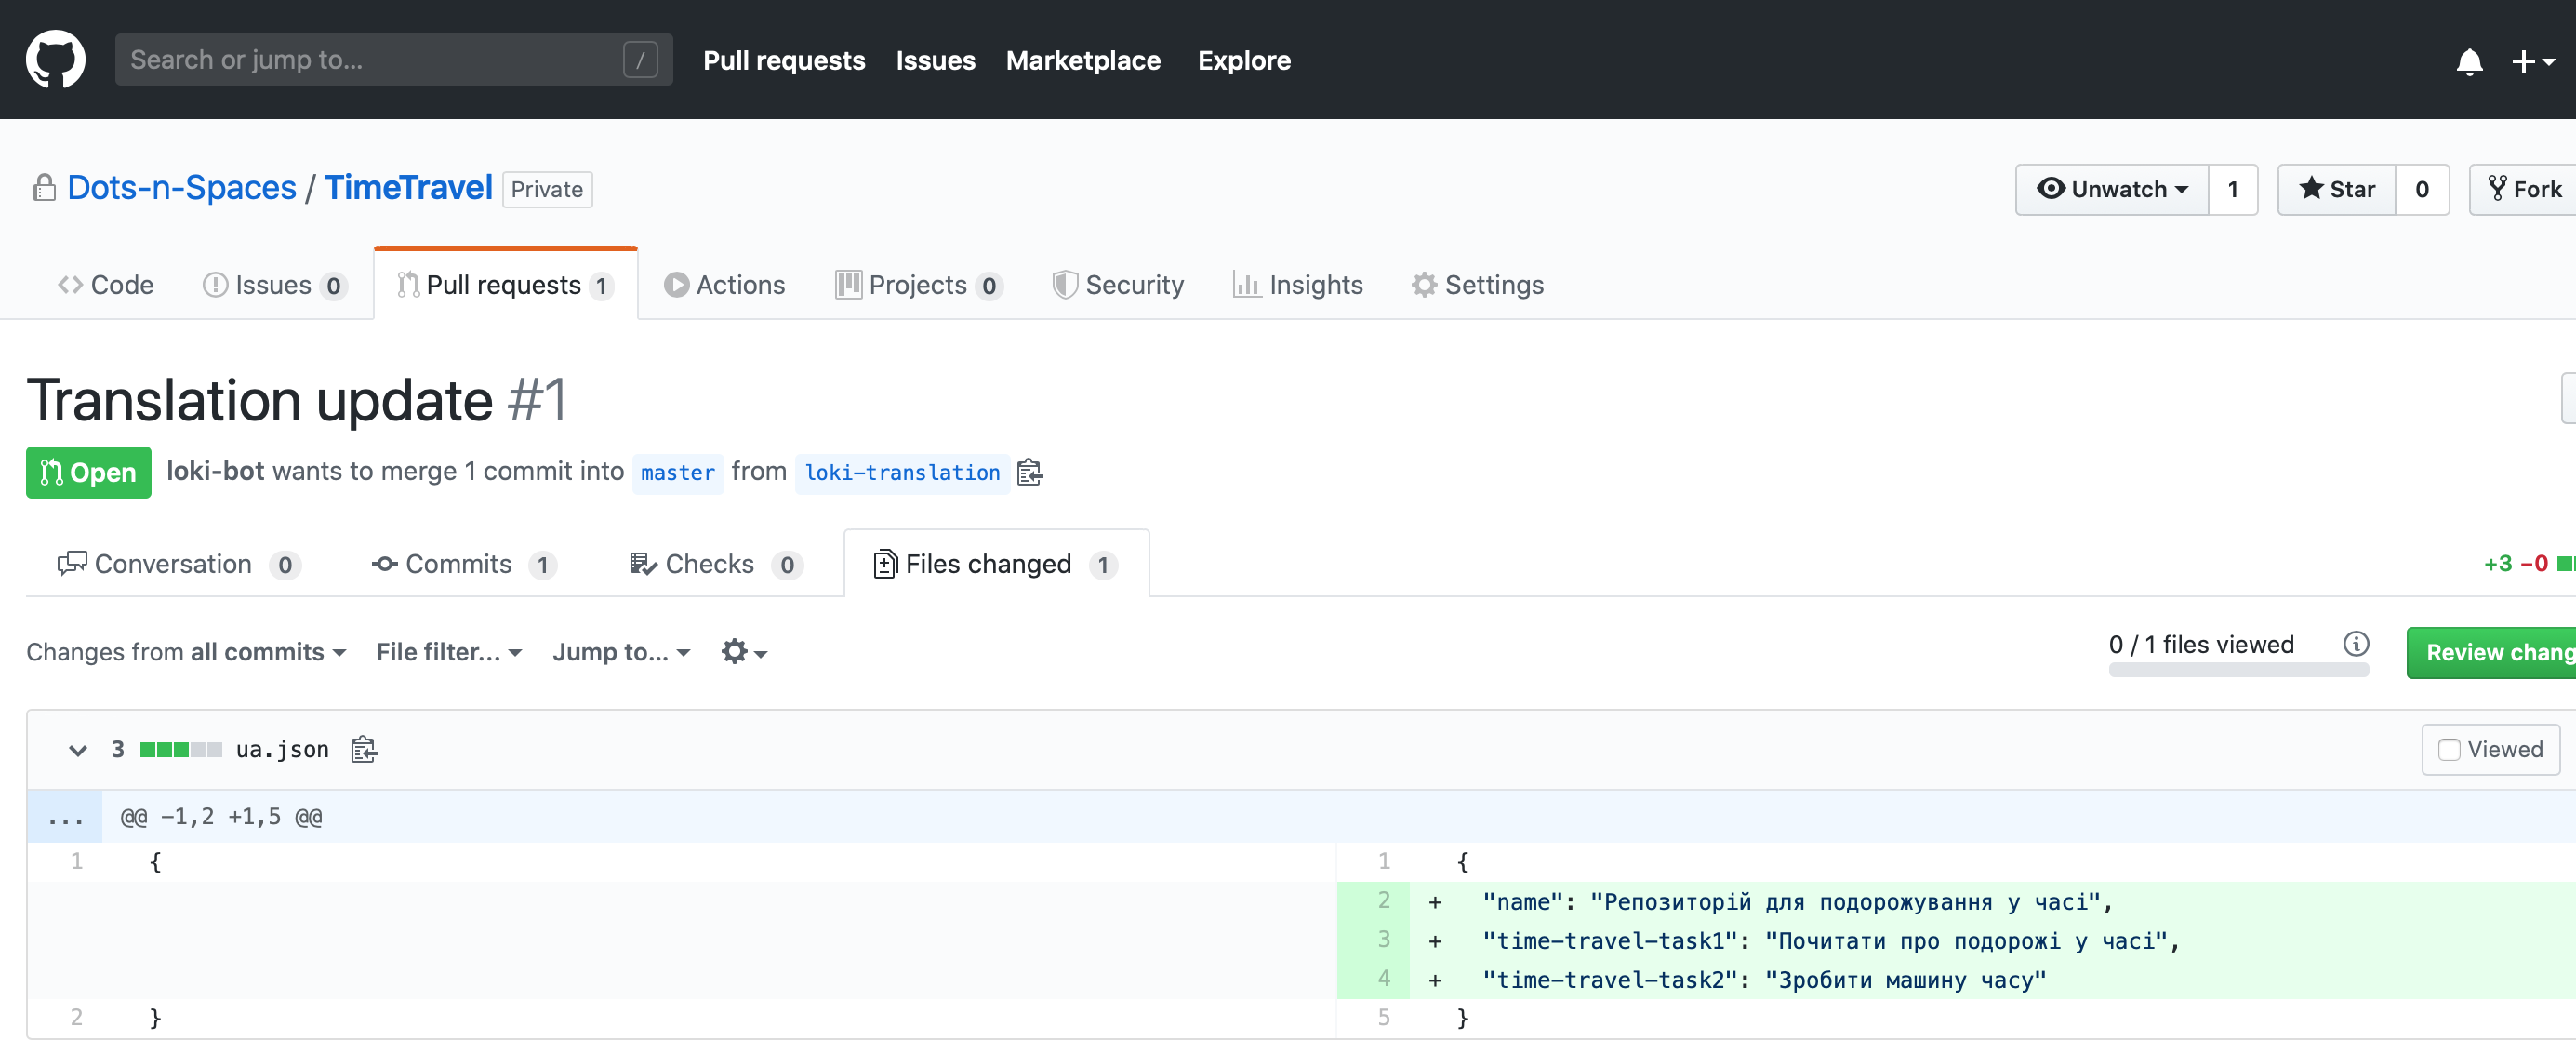 Search or jump to... /
Pull requests Issues Marketplace Explore
Dots-n-Spaces / TimeTravel Private
Unwatch 1 Star 0 Fork
Code Issues 0 Pull requests 1 Actions Projects 0 Security Insights Settings
Translation update #1
Open loki-bot wants to merge 1 commit into master from loki-translation
Conversation 0 Commits 1 Checks 0 Files changed 1 +3 −0
Changes from all commits File filter... Jump to... 0 / 1 files viewed Review chang
3 ua.json Viewed
... @@ −1,2 +1,5 @@
1 { 1 {
2 + "name": "Репозиторій для подорожування у часі",
3 + "time-travel-task1": "Почитати про подорожі у часі",
4 + "time-travel-task2": "Зробити машину часу"
2 } 5 }